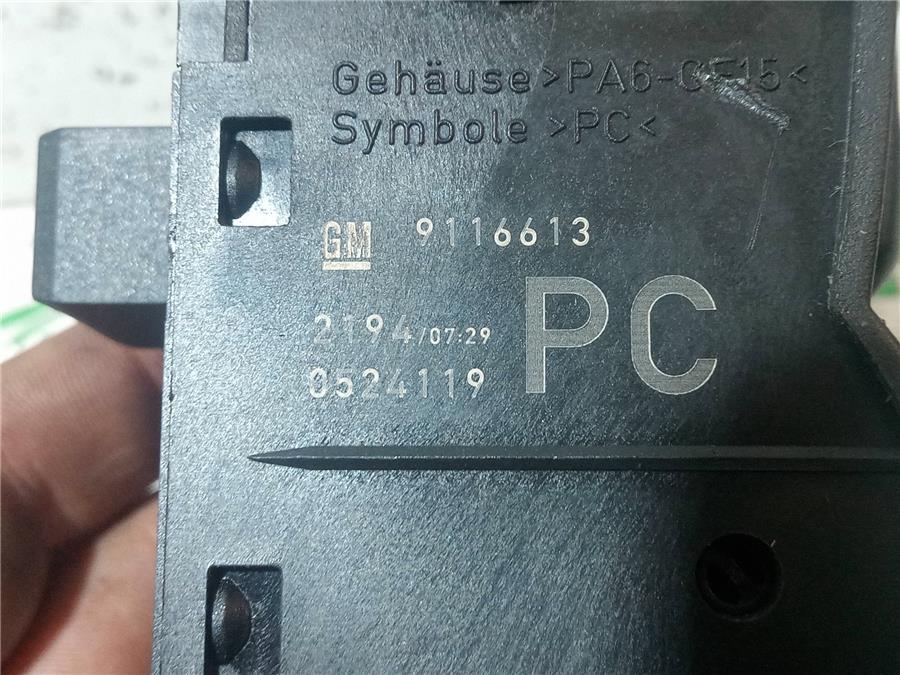 Gehäuse >PA6-GF15<
Symbole >PC<
GM 9116613
2194/07:29
0524119
PC